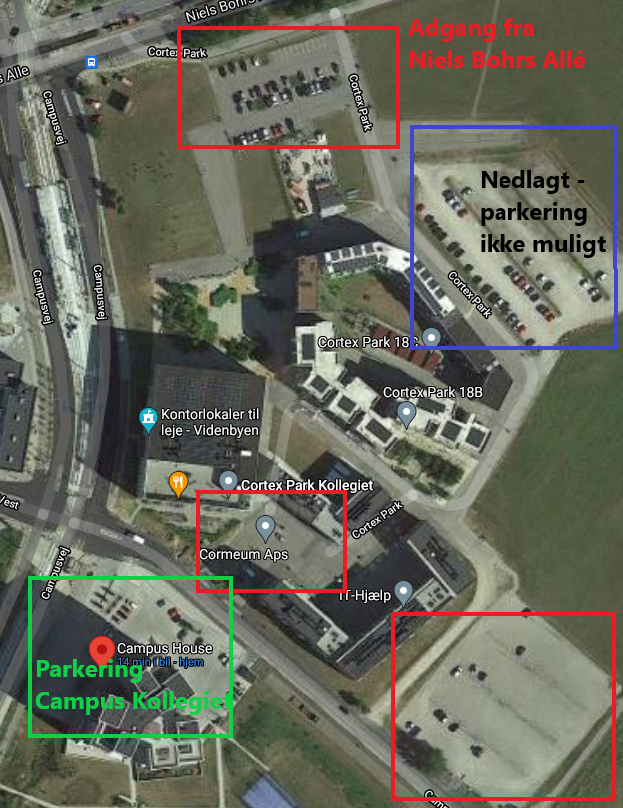 Niels Bohrs
Adgang fra
Niels Bohrs Allé
Cortex Park
s Alle
Campusvej
Cortex Park
Nedlagt -
parkering
ikke muligt
Campusvej
Campusvej
Cortex Park
Cortex Park 18C
Cortex Park 18B
Kontorlokaler til
leje - Videnbyen
Cortex Park Kollegiet
Vest
Cortex Park
Cormeum Aps
Campusvej
IT-Hjælp
Campus House
14 min i bil - hjem
Parkering
Campus Kollegiet